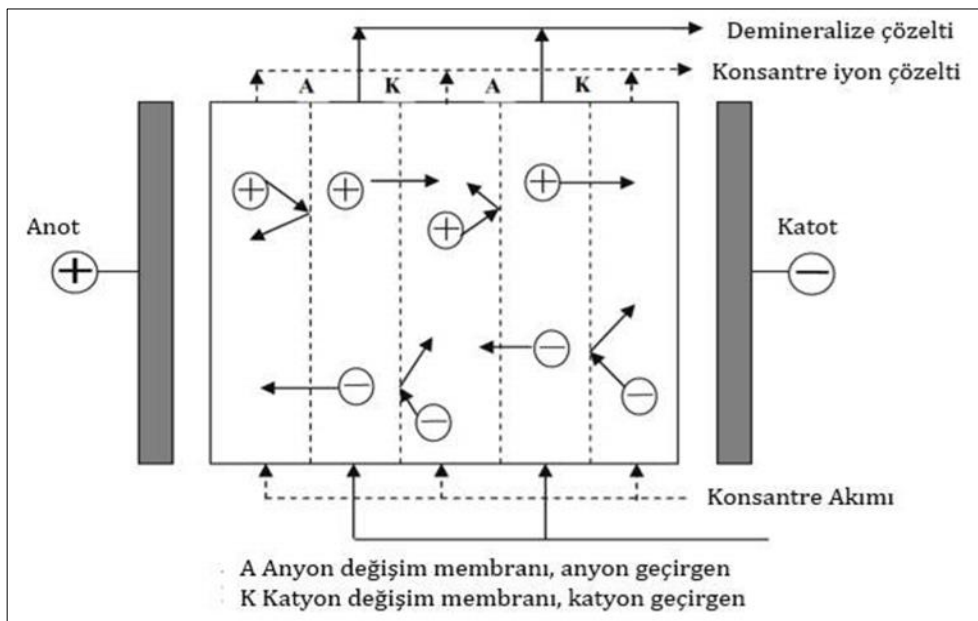 Demineralize çözelti
Konsantre iyon çözelti
A K A K
Anot
Katot
Konsantre Akımı
A Anyon değişim membranı, anyon geçirgen
K Katyon değişim membranı, katyon geçirgen